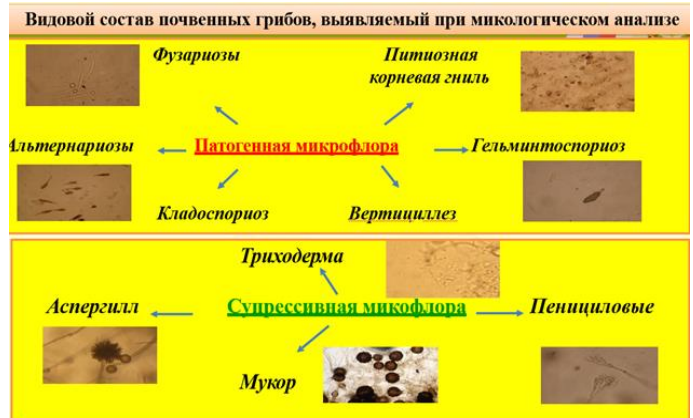 Видовой состав почвенных грибов, выявляемый при микологическом анализе
Фузариозы
Питиозная
корневая гниль
Альтернариозы
Патогенная микрофлора
Гельминтоспориоз
Кладоспориоз
Вертициллез
Триходерма
Аспергилл
Супрессивная микофлора
Пенициловые
Мукор